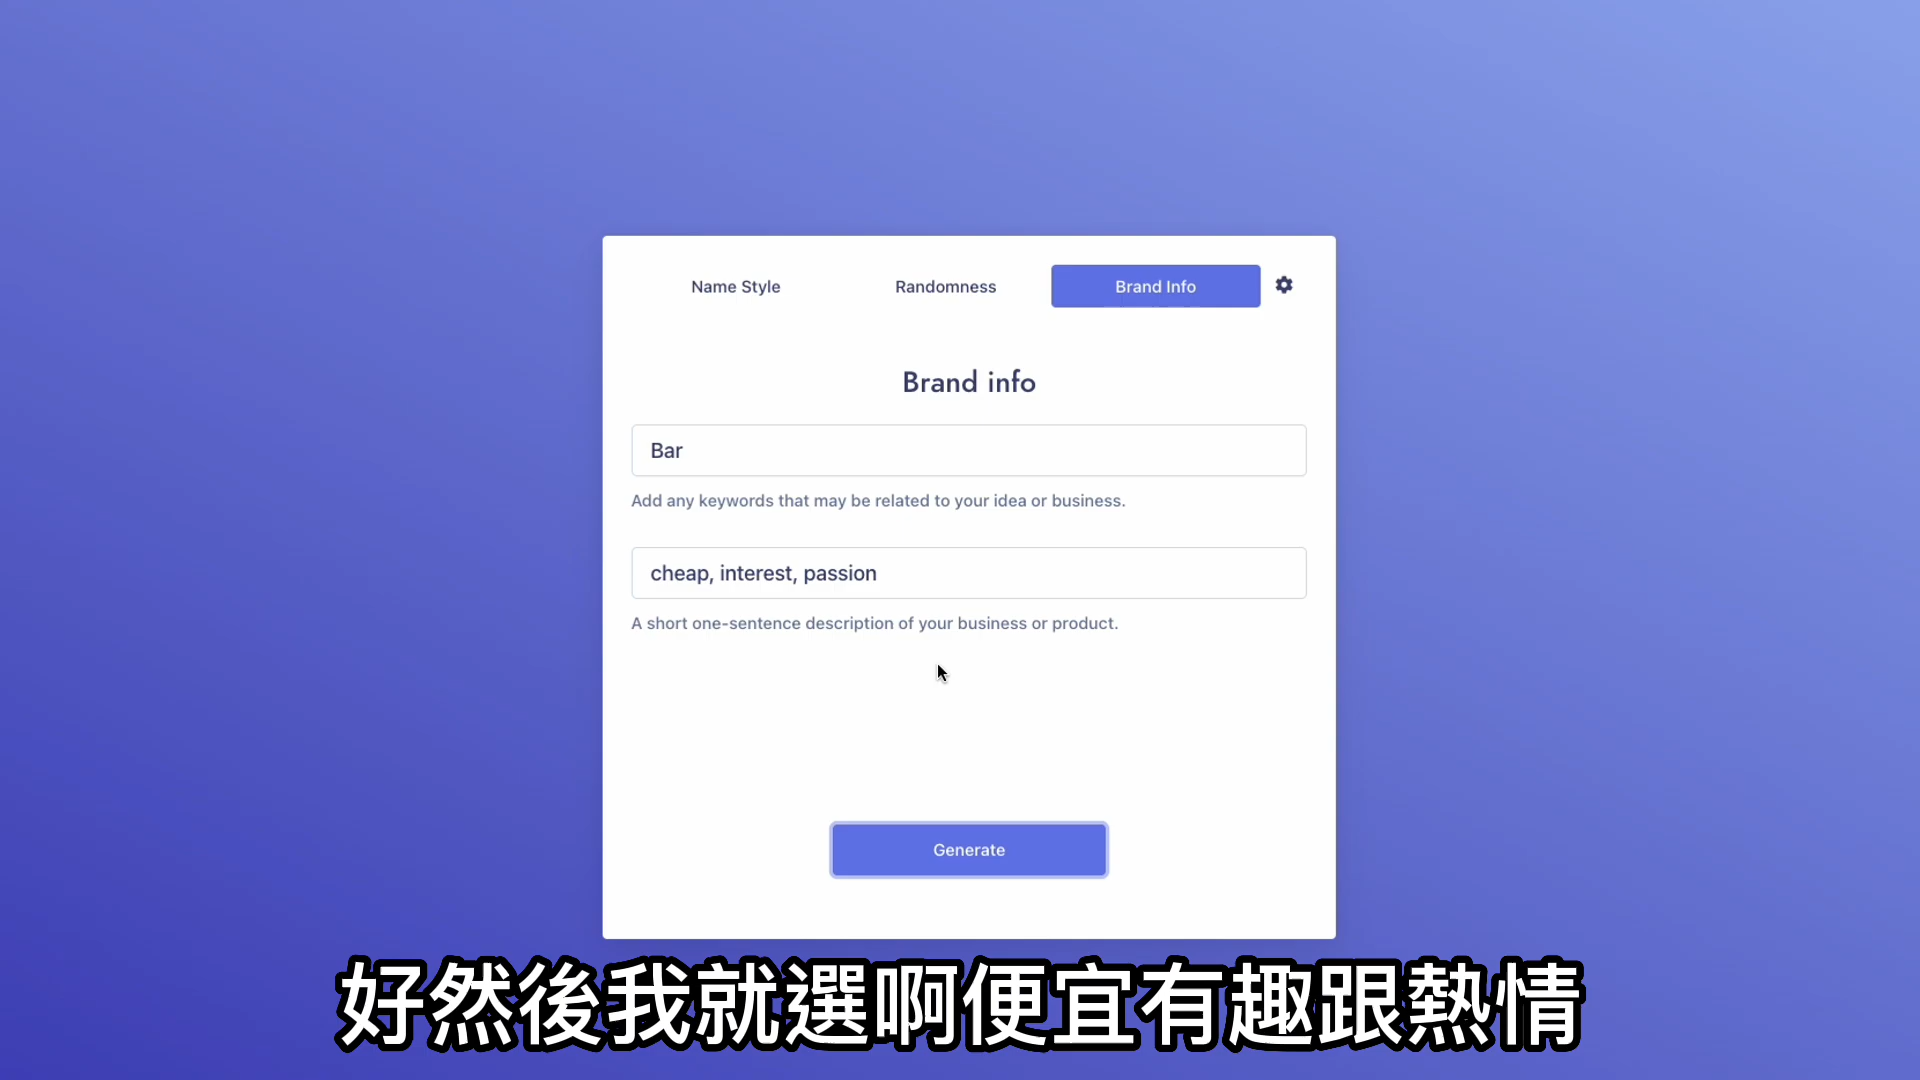 Name Style
Randomness
Brand Info
Brand info
Bar
Add any keywords that may be related to your idea or business.
cheap, interest, passion
A short one-sentence description of your business or product.
Generate
好然後我就選啊便宜有趣跟熱情